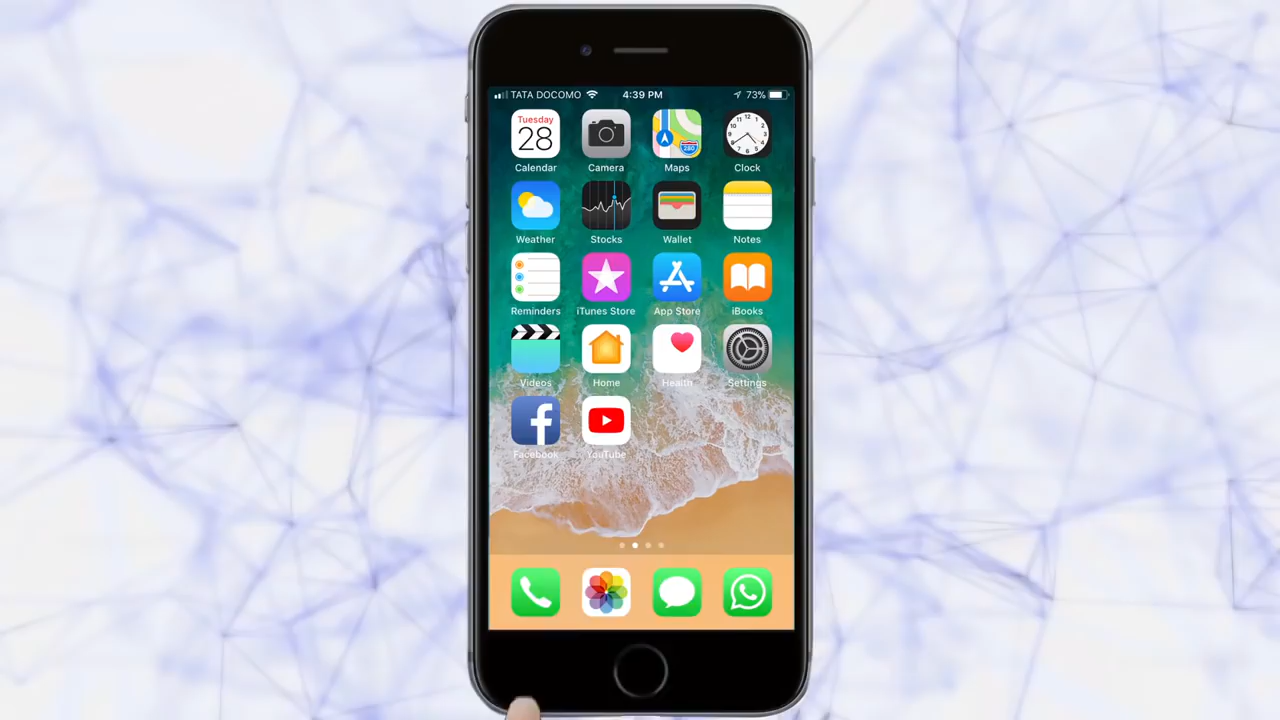 TATA DOCOMO 4:39 PM 73%
Tuesday
28
Calendar Camera Maps Clock
Weather Stocks Wallet Notes
Reminders iTunes Store App Store iBooks
Videos Home Health Settings
Facebook YouTube